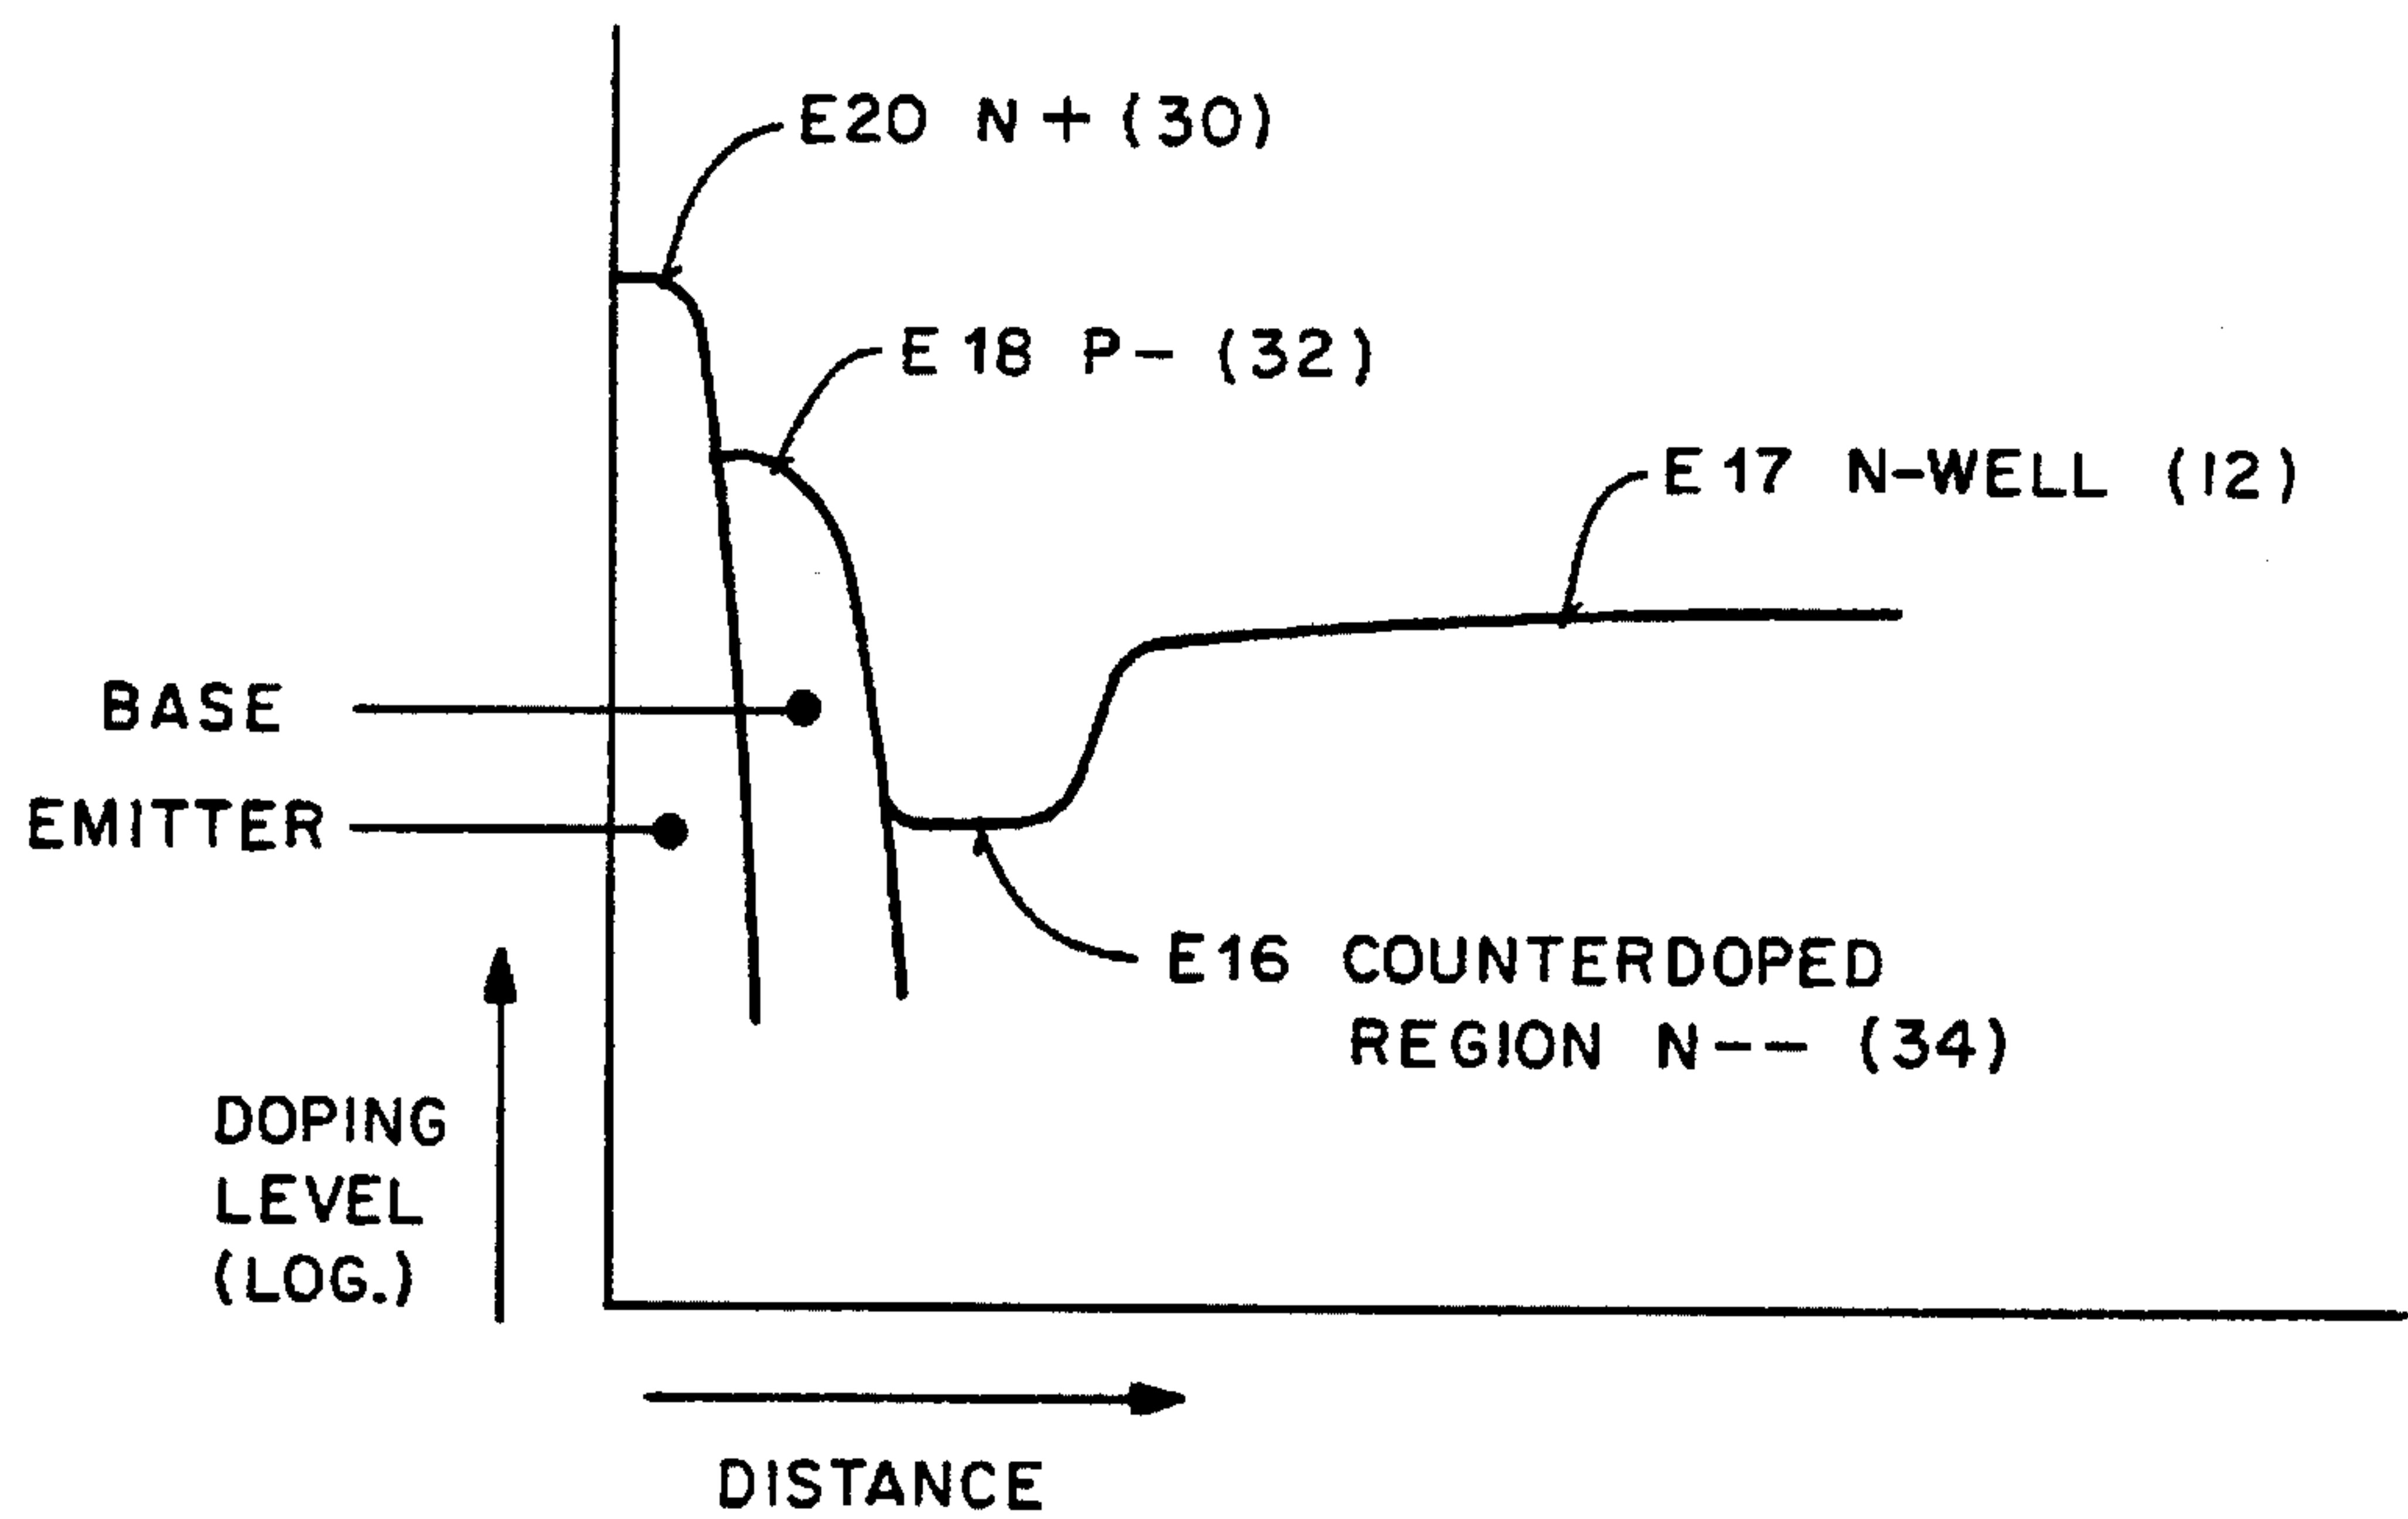 E20 N+ (30)
E18 P- (32)
E17 N-WELL (12)
BASE
EMITTER
E16 COUNTERDOPED
REGION N-- (34)
DOPING
LEVEL
(LOG.)
DISTANCE